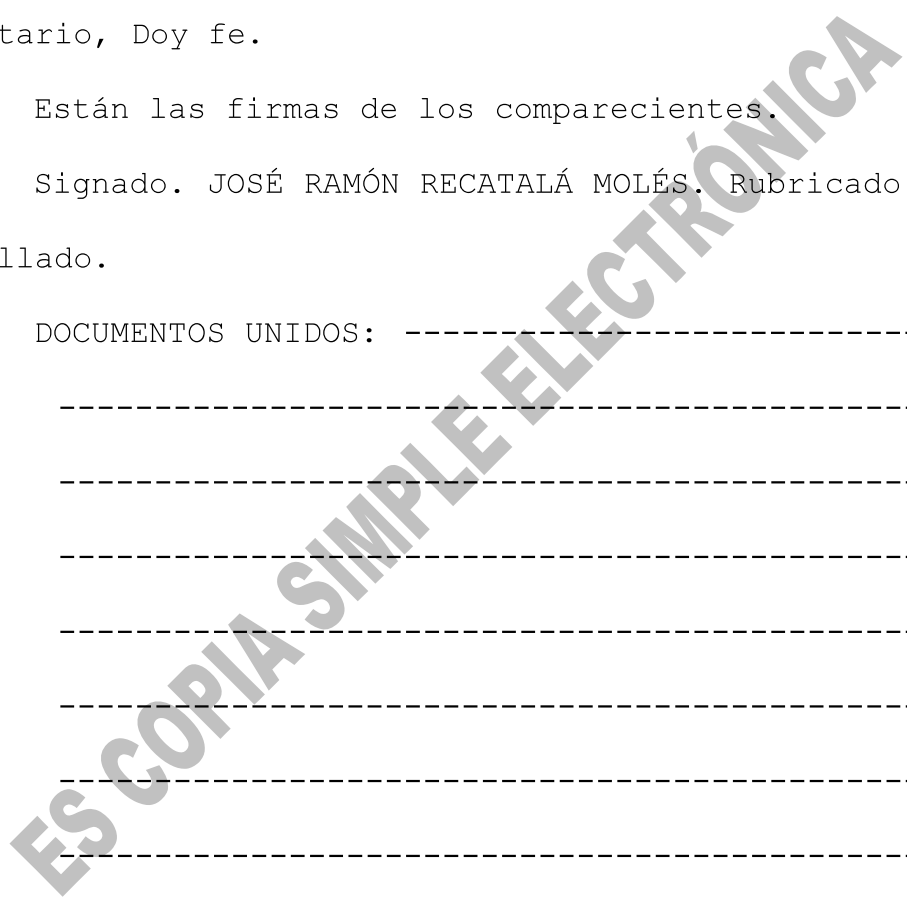 tario, Doy fe.
Están las firmas de los comparecientes.
Signado. JOSÉ RAMÓN RECATALÁ MOLÉS. Rubricado
llado.
DOCUMENTOS UNIDOS: --------------------------
--------------------------------------------
--------------------------------------------
--------------------------------------------
--------------------------------------------
--------------------------------------------
--------------------------------------------
--------------------------------------------
ES COPIA SIMPLE ELECTRÓNICA